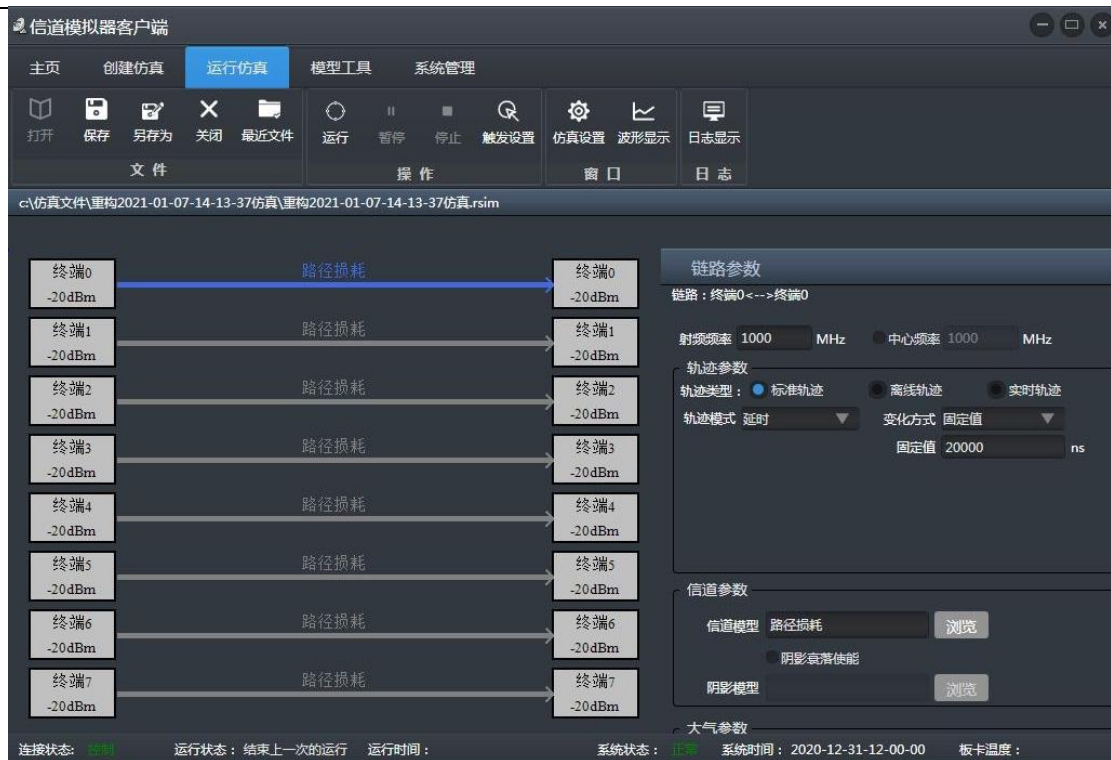 信道模拟器客户端
主页 创建仿真 运行仿真 模型工具 系统管理
打开 保存 另存为 关闭 最近文件 运行 暂停 停止 触发设置 仿真设置 波形显示 日志显示
文件 操作 窗口 日志
c:\仿真文件\重构2021-01-07-14-13-37仿真\重构2021-01-07-14-13-37仿真.rsim
终端0 路径损耗 终端0
-20dBm -20dBm
终端1 路径损耗 终端1
-20dBm -20dBm
终端2 路径损耗 终端2
-20dBm -20dBm
终端3 路径损耗 终端3
-20dBm -20dBm
终端4 路径损耗 终端4
-20dBm -20dBm
终端5 路径损耗 终端5
-20dBm -20dBm
终端6 路径损耗 终端6
-20dBm -20dBm
终端7 路径损耗 终端7
-20dBm -20dBm
链路参数
链路：终端0<-->终端0
射频频率 1000 MHz 中心频率 1000 MHz
轨迹参数
轨迹类型： 标准轨迹 离线轨迹 实时轨迹
轨迹模式 延时 变化方式 固定值
固定值 20000 ns
信道参数
信道模型 路径损耗 浏览
阴影衰落使能
阴影模型 浏览
大气参数
连接状态: 控制 运行状态：结束上一次的运行 运行时间： 系统状态： 正常 系统时间：2020-12-31-12-00-00 板卡温度：